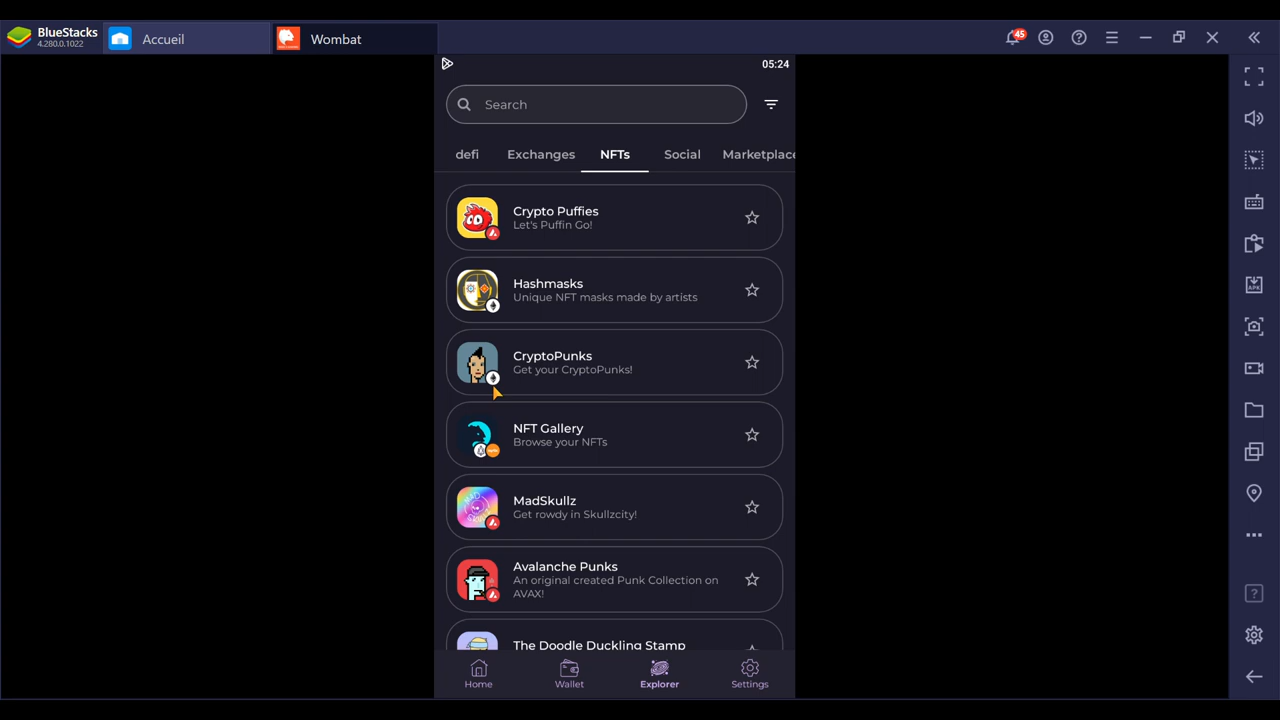 BlueStacks
4.280.0.1022
Accueil
Wombat
45
05:24
Search
defi
Exchanges
NFTs
Social
Marketplace
Crypto Puffies
Let's Puffin Go!
Hashmasks
Unique NFT masks made by artists
CryptoPunks
Get your CryptoPunks!
NFT Gallery
Browse your NFTs
MadSkullz
Get rowdy in Skullzcity!
Avalanche Punks
An original created Punk Collection on
AVAX!
The Doodle Duckling Stamp
Home
Wallet
Explorer
Settings